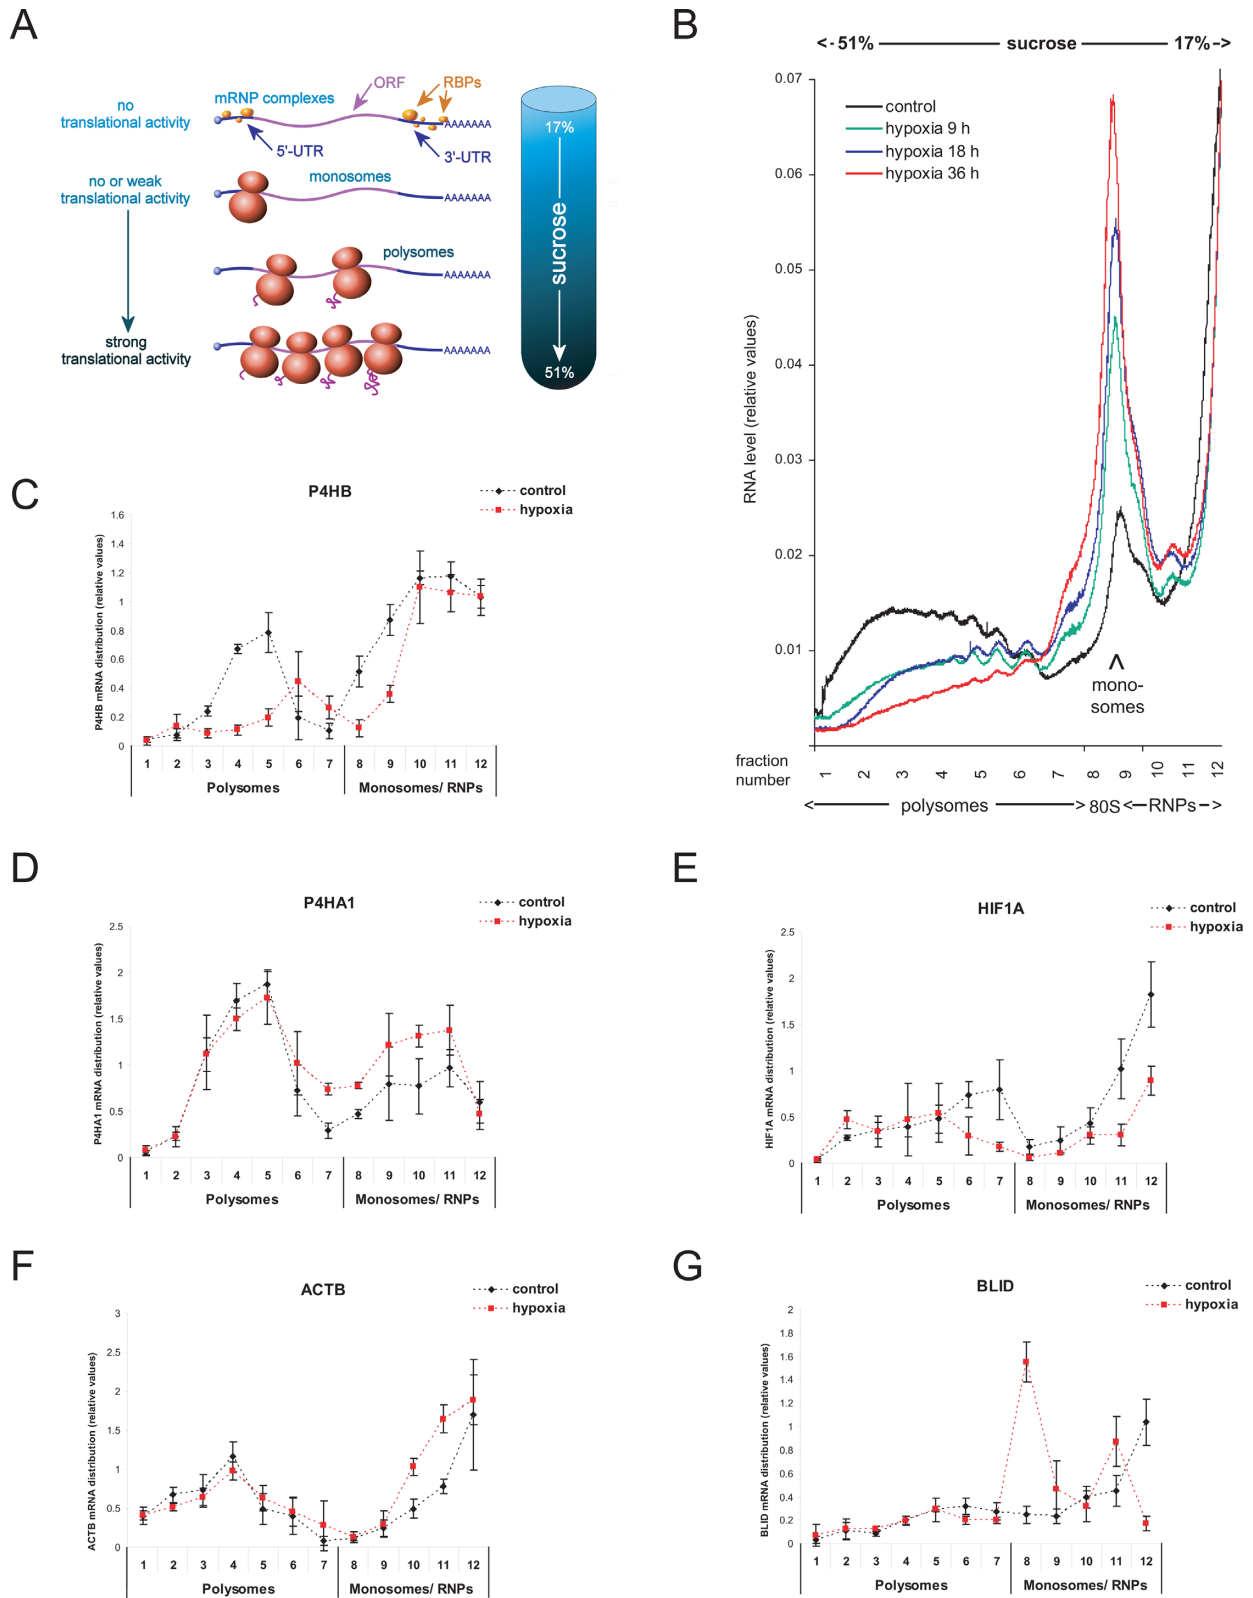 A
no
translational activity
mRNP complexes
ORF
RBPs
AAAAAAA
5'-UTR
3'-UTR
17%
no or weak
translational activity
monosomes
AAAAAAA
sucrose
polysomes
AAAAAAA
strong
translational activity
AAAAAAA
51%
B
<- 51% sucrose 17% ->
control
hypoxia 9 h
hypoxia 18 h
hypoxia 36 h
RNA level (relative values)
0.07
0.06
0.05
0.04
0.03
0.02
0.01
^
mono-
somes
fraction
number
1 2 3 4 5 6 7 8 9 10 11 12
< polysomes > 80S < RNPs >
C
P4HB
control
hypoxia
P4HB mRNA distribution (relative values)
1.6
1.4
1.2
1
0.8
0.6
0.4
0.2
0
1 2 3 4 5 6 7 8 9 10 11 12
Polysomes Monosomes/ RNPs
D
P4HA1
control
hypoxia
P4HA1 mRNA distribution (relative values)
2.5
2
1.5
1
0.5
0
1 2 3 4 5 6 7 8 9 10 11 12
Polysomes Monosomes/ RNPs
E
HIF1A
control
hypoxia
HIF1A mRNA distribution (relative values)
2.5
2
1.5
1
0.5
0
1 2 3 4 5 6 7 8 9 10 11 12
Polysomes Monosomes/ RNPs
F
ACTB
control
hypoxia
ACTB mRNA distribution (relative values)
3
2.5
2
1.5
1
0.5
0
1 2 3 4 5 6 7 8 9 10 11 12
Polysomes Monosomes/ RNPs
G
BLID
control
hypoxia
BLID mRNA distribution (relative values)
2
1.8
1.6
1.4
1.2
1
0.8
0.6
0.4
0.2
0
1 2 3 4 5 6 7 8 9 10 11 12
Polysomes Monosomes/ RNPs